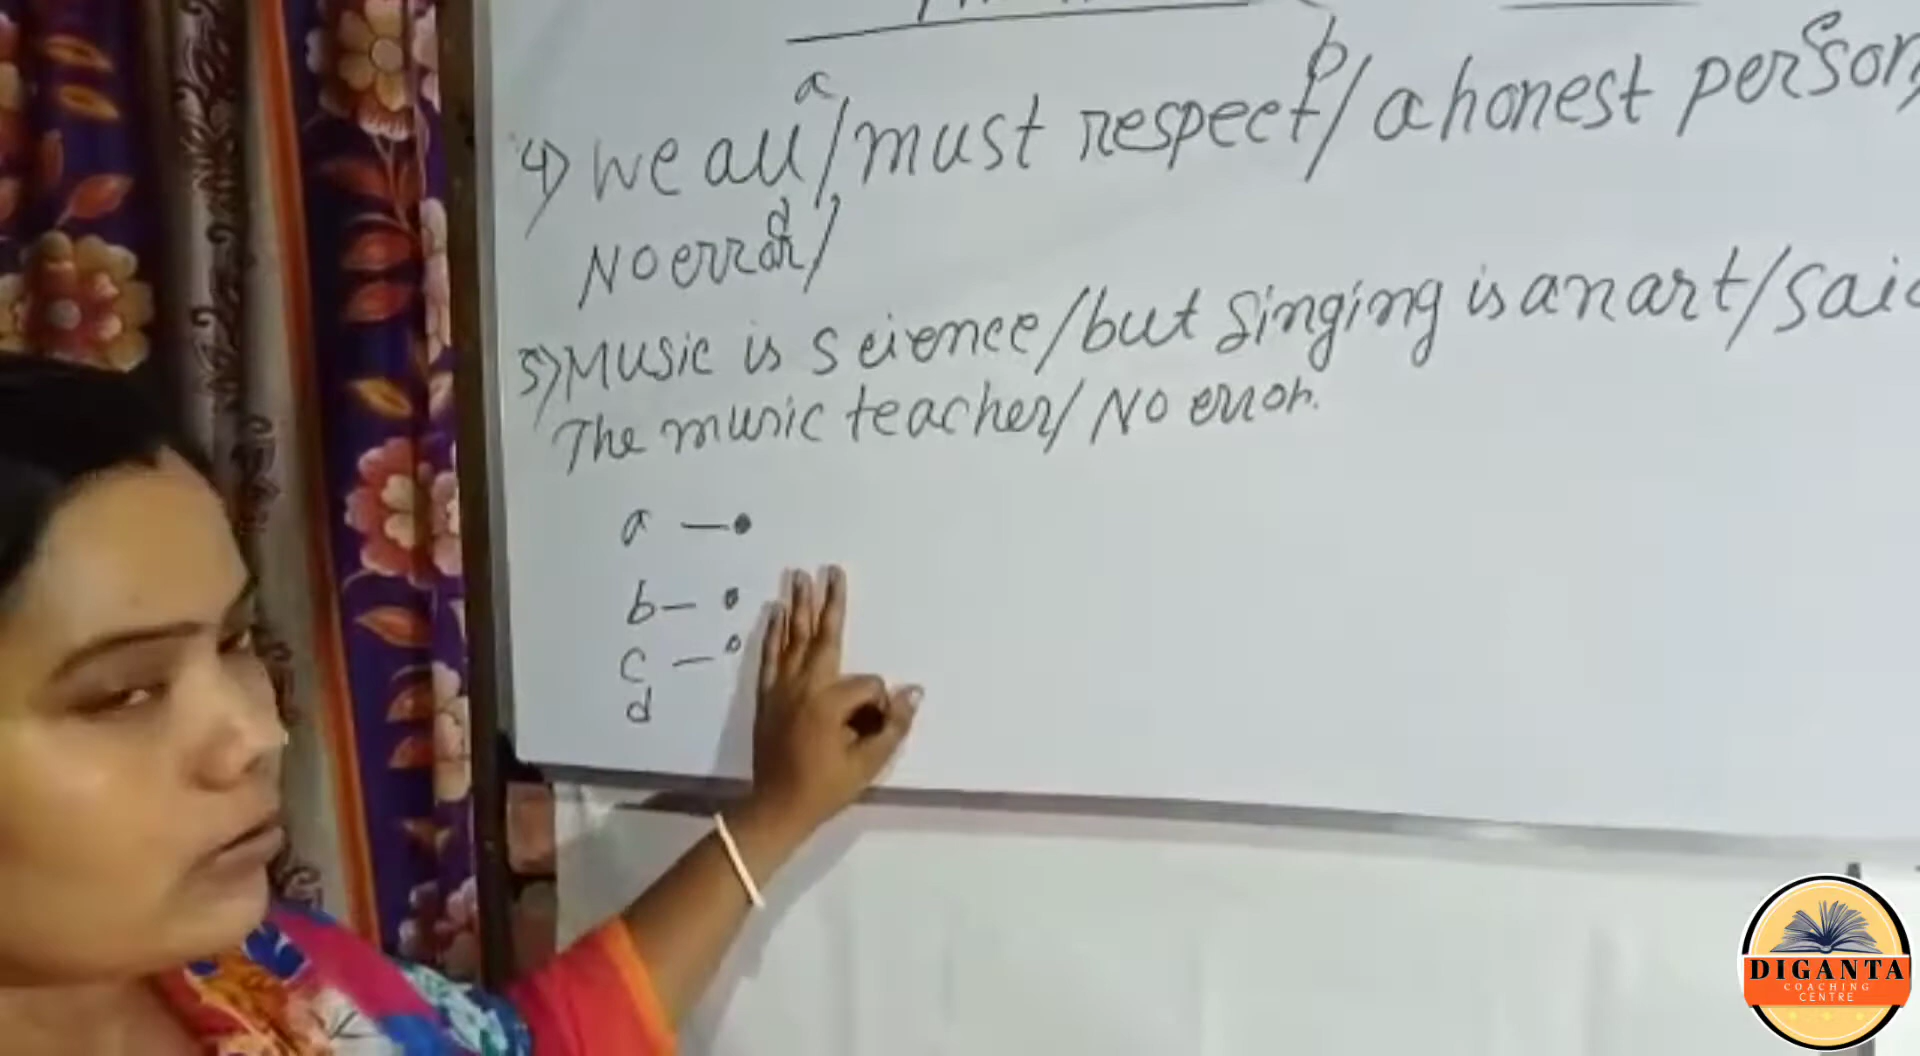 a b c
4) We all / must respect / a honest person,
d
No error /
5) Music is science / but singing is an art / said
The music teacher / No error.
a —•
b — •
c — •
d
DIGANTA
COACHING
CENTRE